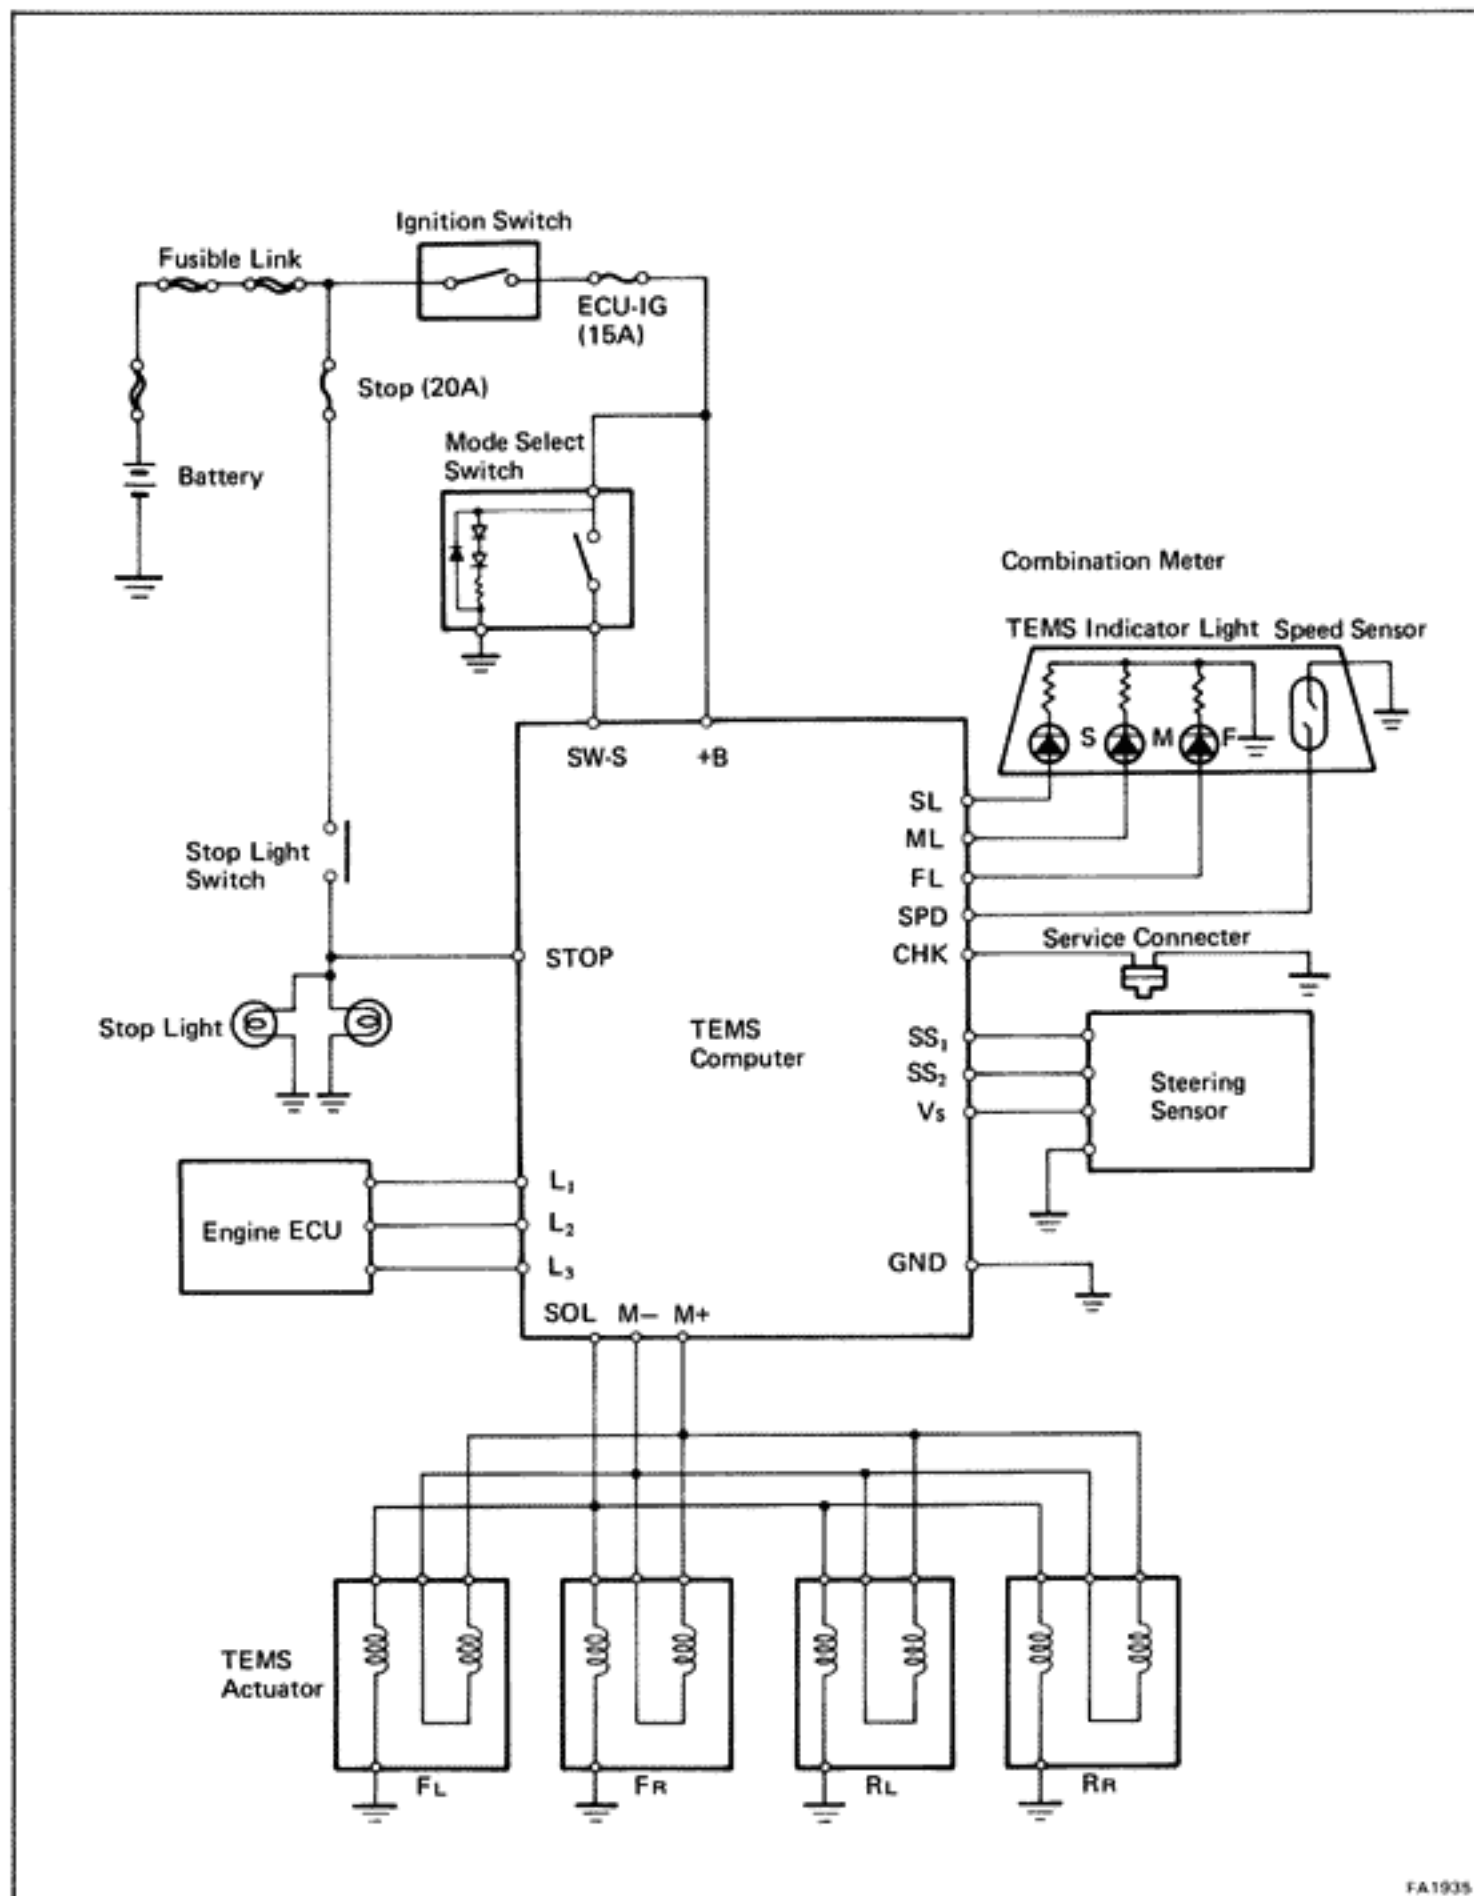 Ignition Switch
Fusible Link
ECU-IG
(15A)
Stop (20A)
Mode Select
Switch
Battery
Combination Meter
TEMS Indicator Light Speed Sensor
S M F
SW-S +B
SL
ML
FL
SPD
CHK
Service Connecter
Stop Light
Switch
STOP
Stop Light
TEMS
Computer
SS₁
SS₂
Vs
Steering
Sensor
Engine ECU
L₁
L₂
L₃
GND
SOL M− M+
TEMS
Actuator
FL FR RL RR
FA1935